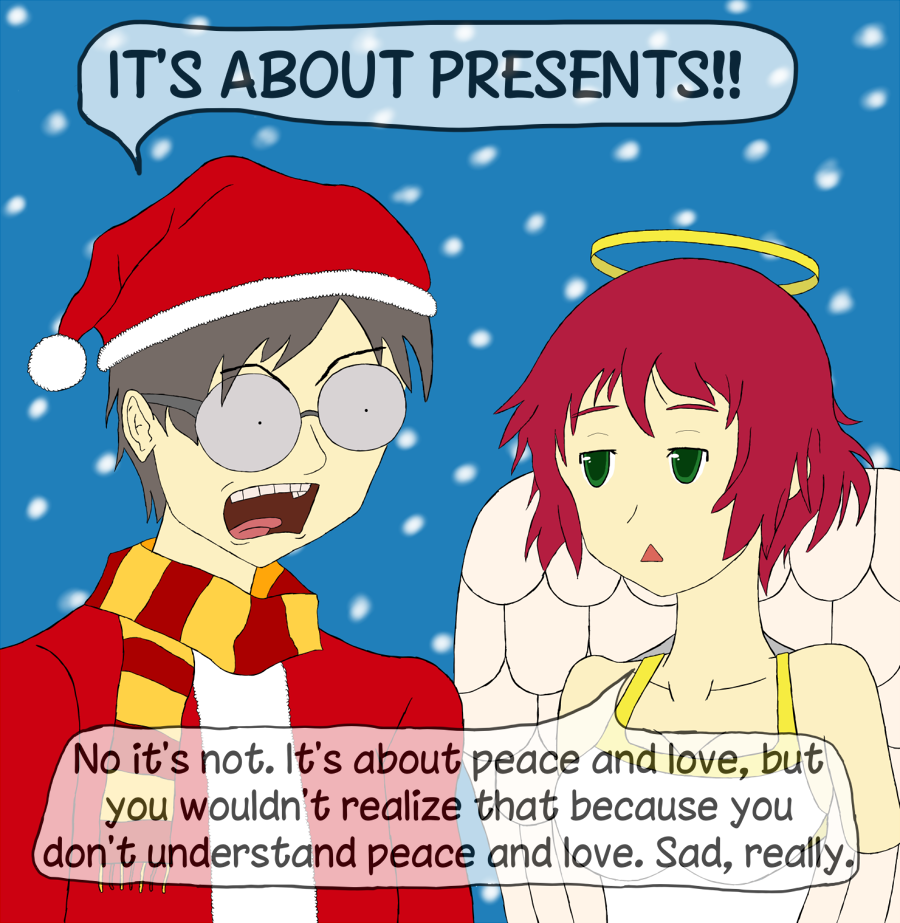 IT'S ABOUT PRESENTS!!
No it's not. It's about peace and love, but
you wouldn't realize that because you
don't understand peace and love. Sad, really.